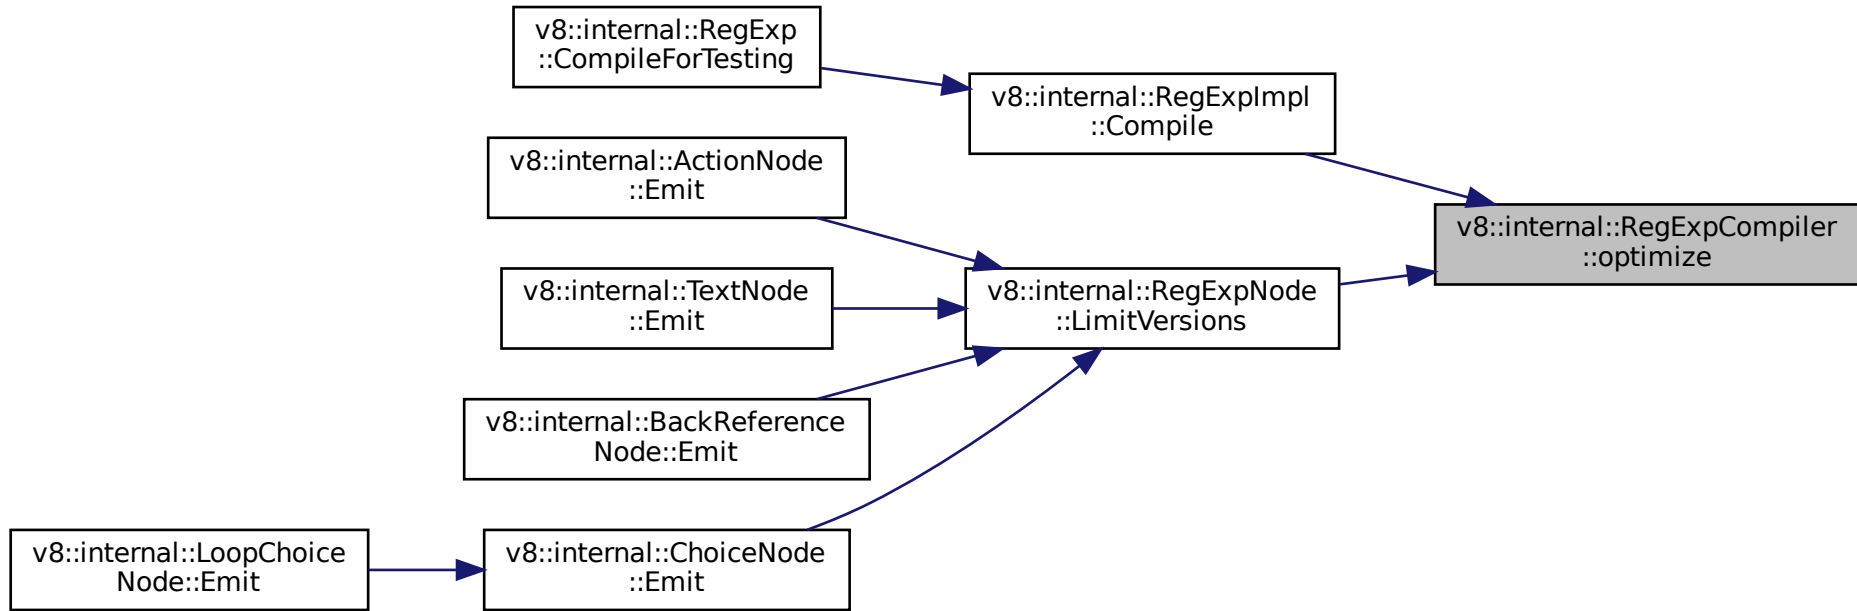 v8::internal::RegExp
::CompileForTesting
v8::internal::RegExpImpl
::Compile
v8::internal::ActionNode
::Emit
v8::internal::RegExpCompiler
::optimize
v8::internal::TextNode
::Emit
v8::internal::RegExpNode
::LimitVersions
v8::internal::BackReference
Node::Emit
v8::internal::LoopChoice
Node::Emit
v8::internal::ChoiceNode
::Emit